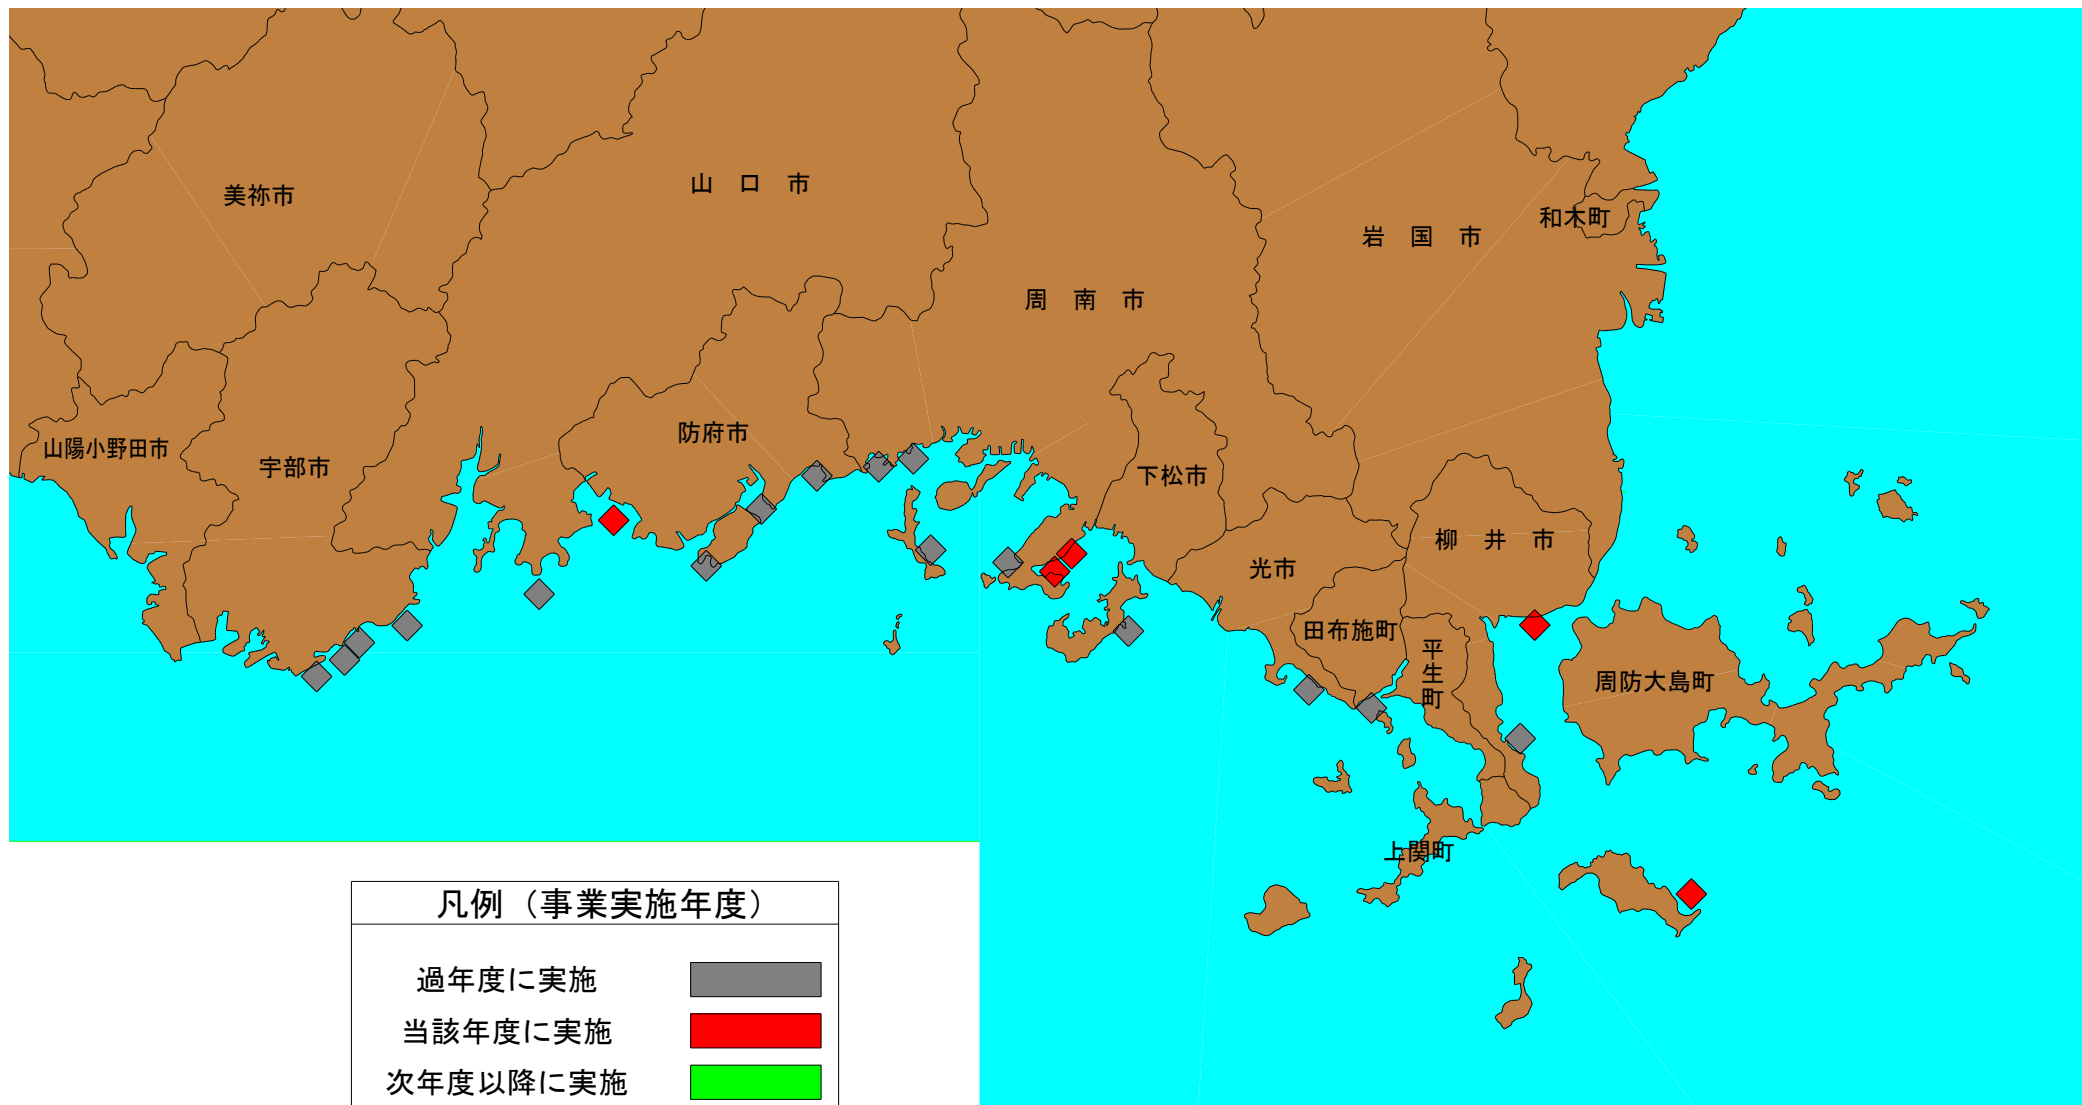 美祢市
山　口　市
和木町
岩　国　市
周　南　市
防府市
山陽小野田市
宇部市
下松市
柳　井　市
光市
田布施町
平生町
周防大島町
上関町
凡例（事業実施年度）
過年度に実施
当該年度に実施
次年度以降に実施